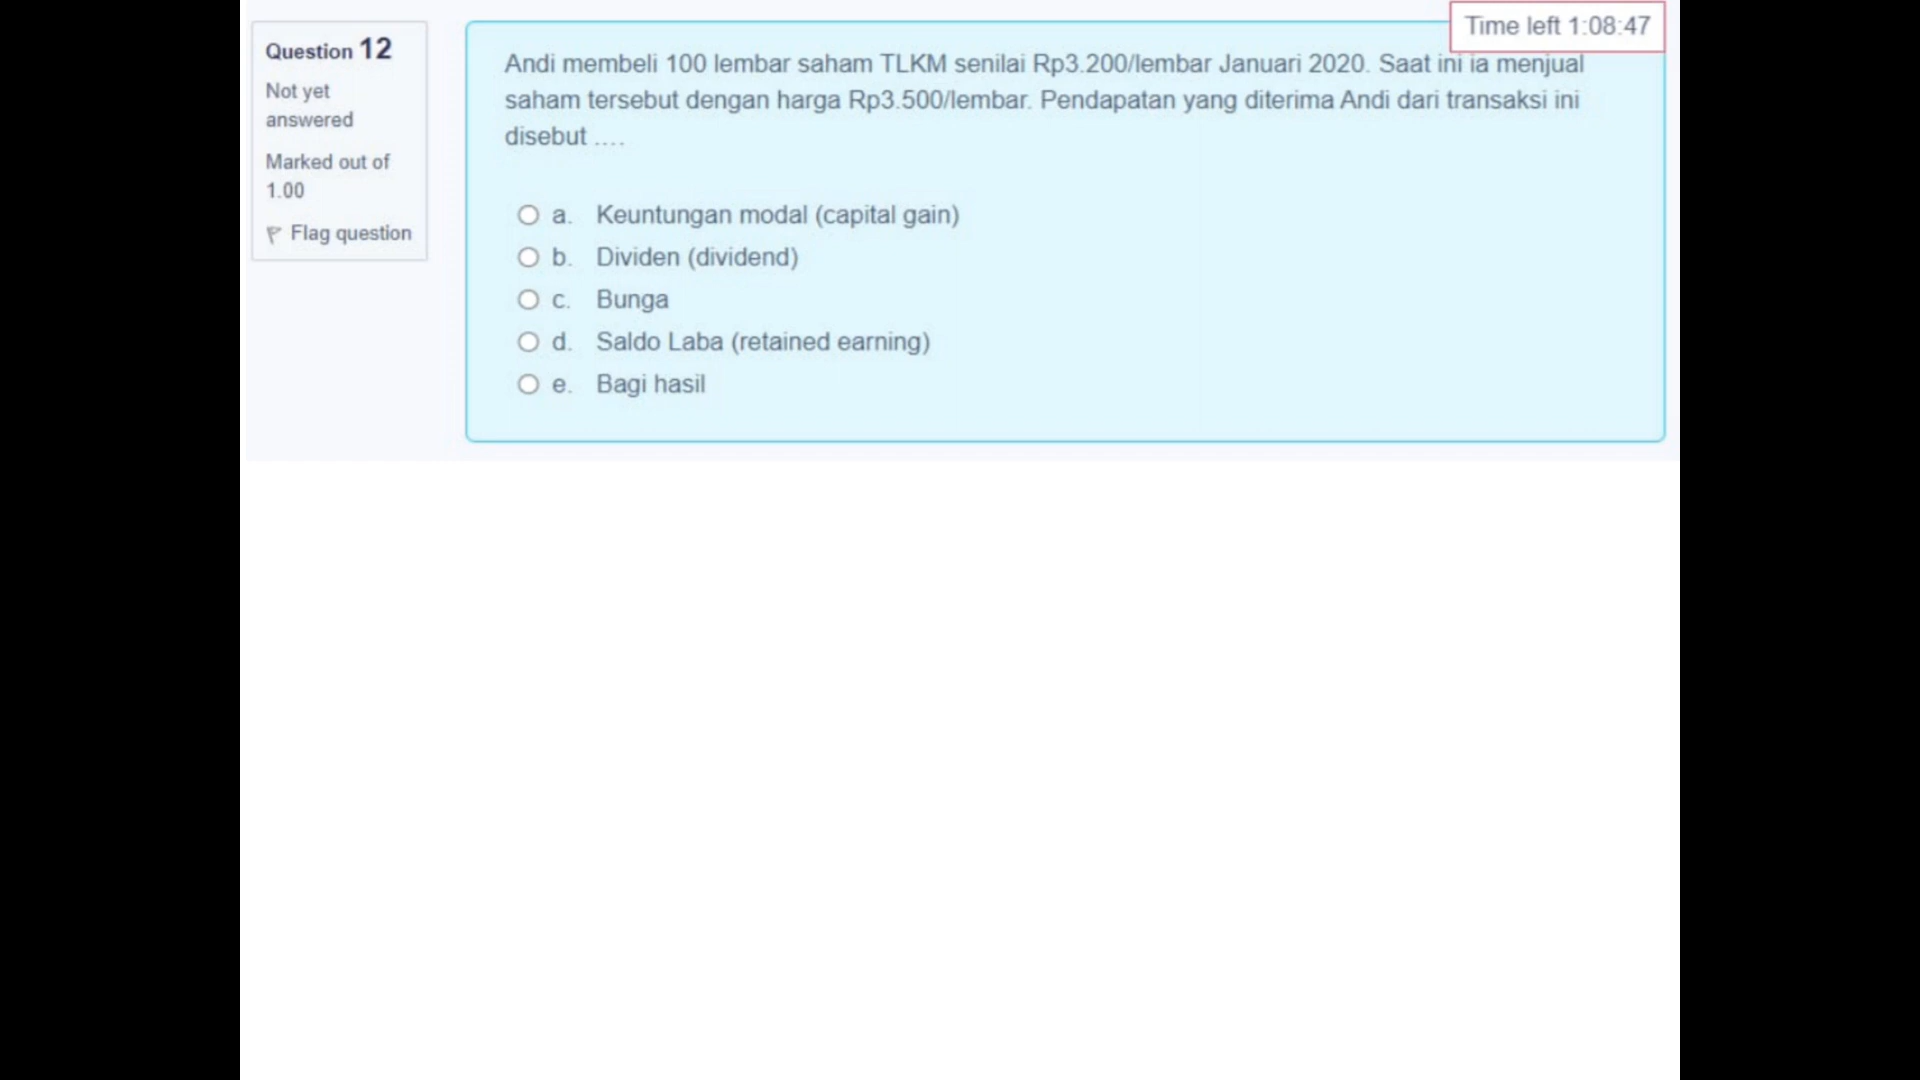 Question 12
Not yet
answered
Marked out of
1.00
Flag question
Time left 1:08:47
Andi membeli 100 lembar saham TLKM senilai Rp3.200/lembar Januari 2020. Saat ini ia menjual
saham tersebut dengan harga Rp3.500/lembar. Pendapatan yang diterima Andi dari transaksi ini
disebut ....
a. Keuntungan modal (capital gain)
b. Dividen (dividend)
c. Bunga
d. Saldo Laba (retained earning)
e. Bagi hasil